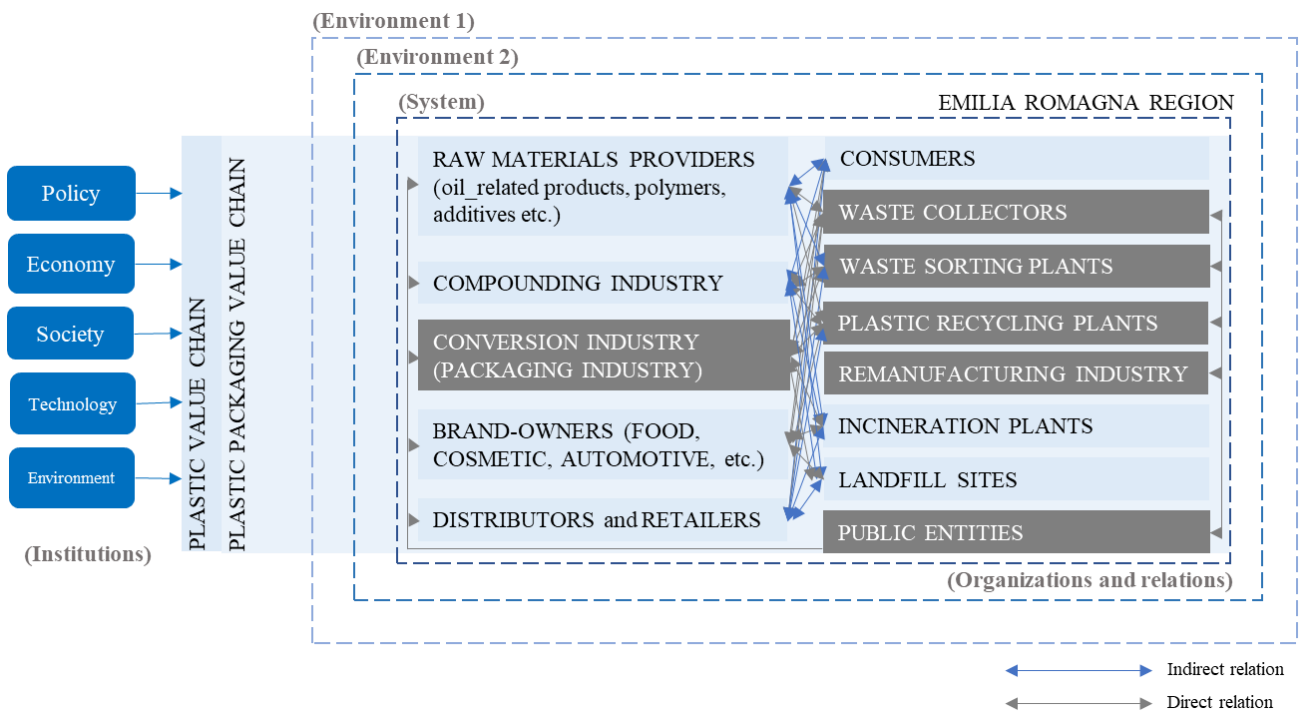 (Environment 1)
(Environment 2)
(System)
EMILIA ROMAGNA REGION
Policy
Economy
Society
Technology
Environment
(Institutions)
PLASTIC VALUE CHAIN
PLASTIC PACKAGING VALUE CHAIN
RAW MATERIALS PROVIDERS
(oil_related products, polymers,
additives etc.)
COMPOUNDING INDUSTRY
CONVERSION INDUSTRY
(PACKAGING INDUSTRY)
BRAND-OWNERS (FOOD,
COSMETIC, AUTOMOTIVE, etc.)
DISTRIBUTORS and RETAILERS
CONSUMERS
WASTE COLLECTORS
WASTE SORTING PLANTS
PLASTIC RECYCLING PLANTS
REMANUFACTURING INDUSTRY
INCINERATION PLANTS
LANDFILL SITES
PUBLIC ENTITIES
(Organizations and relations)
Indirect relation
Direct relation